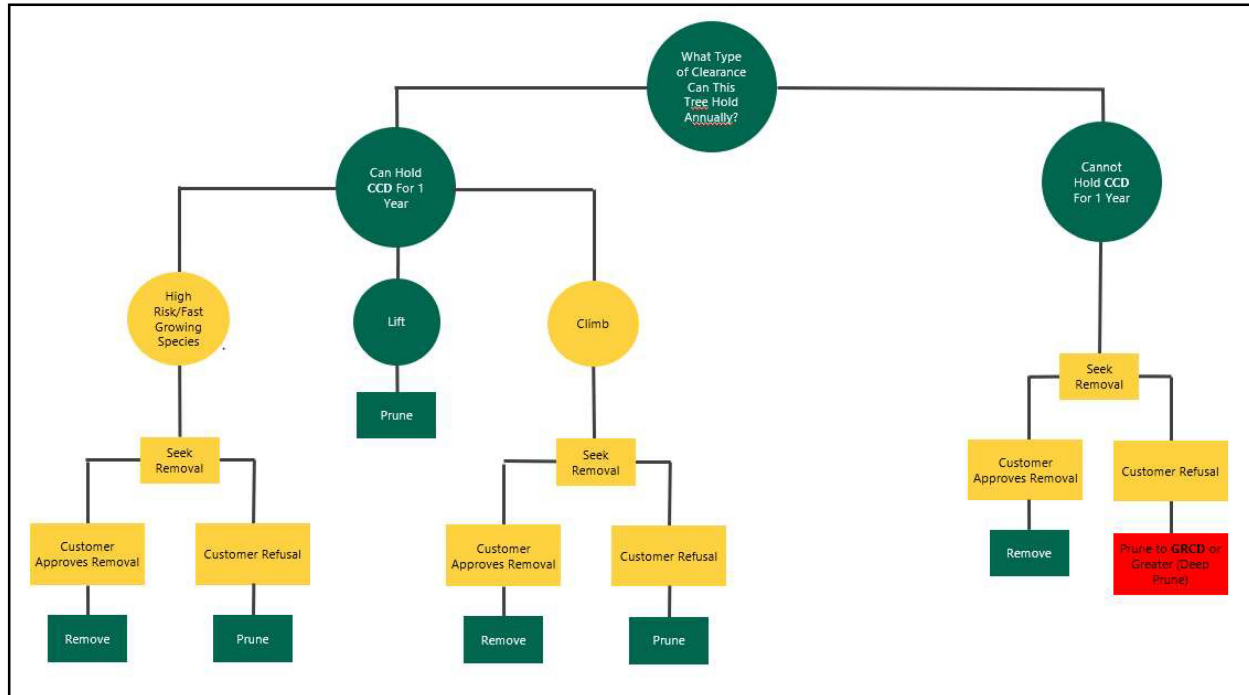 What Type
of Clearance
Can This
Tree Hold
Annually?
Can Hold
CCD For 1
Year
Cannot
Hold CCD
For 1 Year
High
Risk/Fast
Growing
Species
Lift
Climb
Prune
Seek
Removal
Seek
Removal
Seek
Removal
Customer
Approves Removal
Customer Refusal
Customer
Approves Removal
Customer Refusal
Customer
Approves Removal
Customer Refusal
Remove
Prune
Remove
Prune
Remove
Prune to GRCD or
Greater (Deep
Prune)